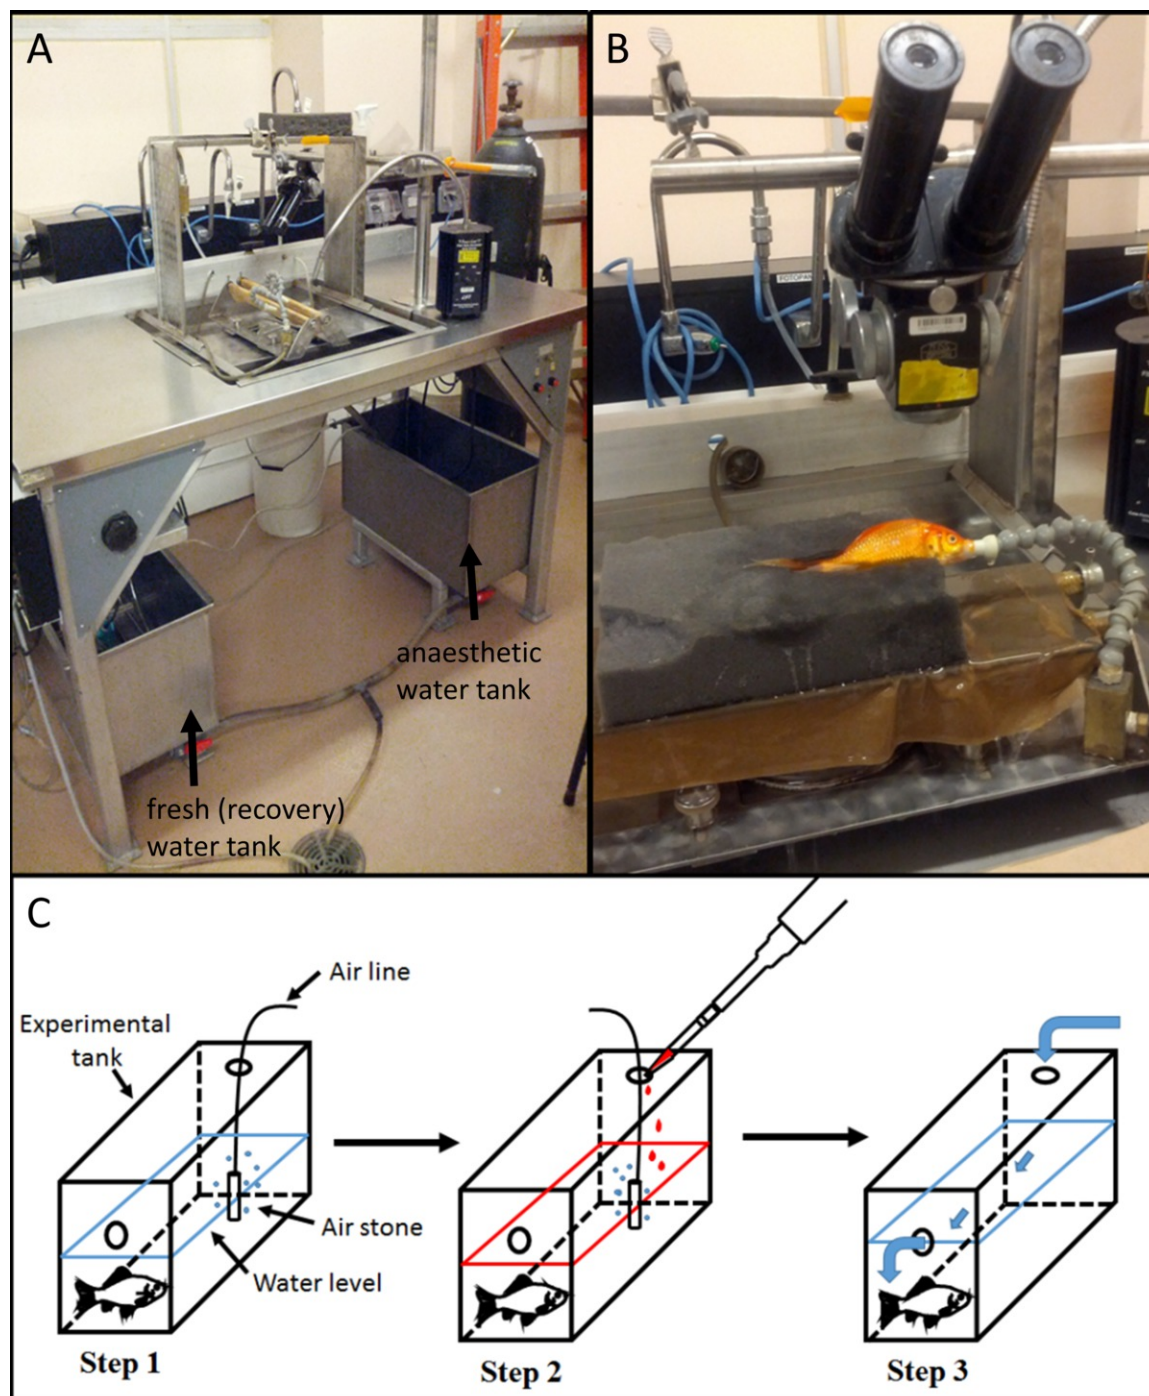 A
B
anaesthetic
water tank
fresh (recovery)
water tank
C
Air line
Experimental
tank
Air stone
Water level
Step 1
Step 2
Step 3